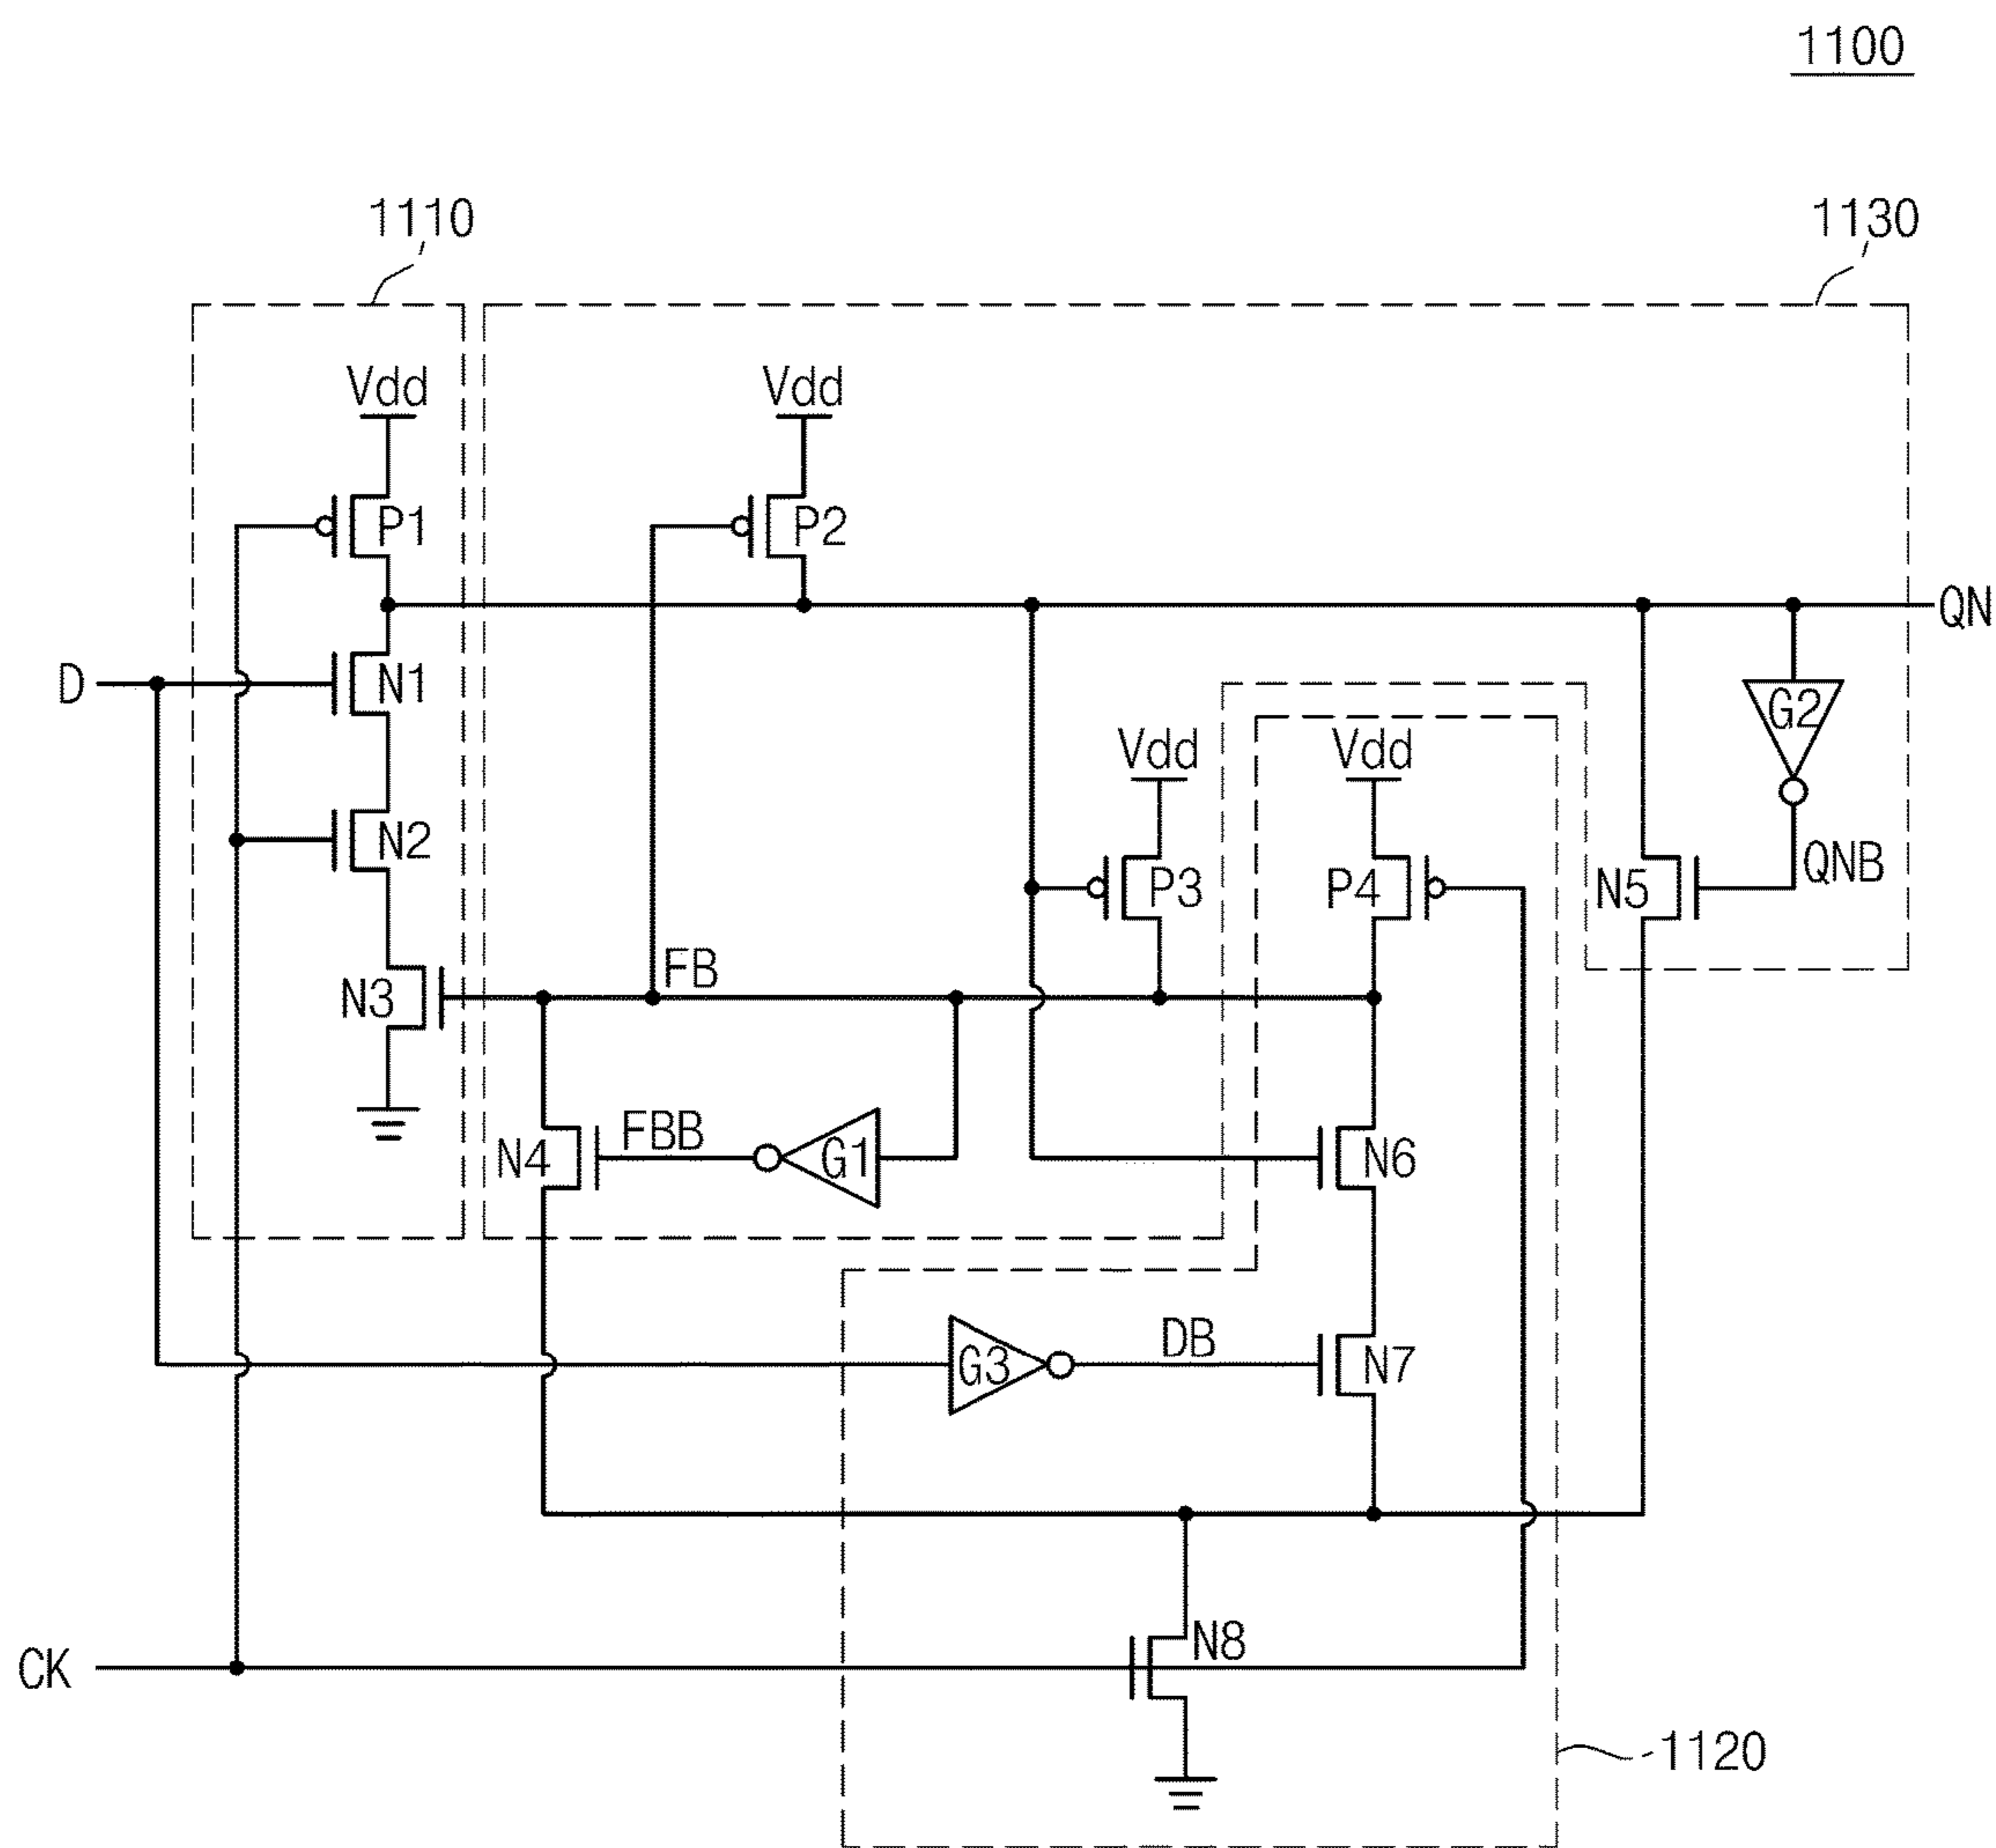 1100
1110
1130
Vdd
Vdd
P1
P2
QN
D
N1
G2
Vdd
Vdd
N2
P3
P4
N5
QNB
FB
N3
N4
FBB
G1
N6
G3
DB
N7
N8
CK
1120